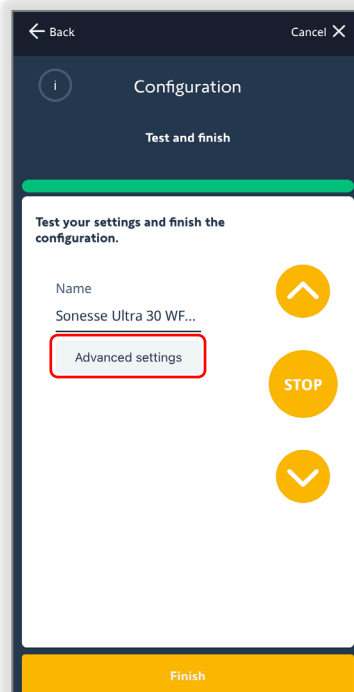 Back
Cancel
i
Configuration
Test and finish
Test your settings and finish the
configuration.
Name
Sonesse Ultra 30 WF...
Advanced settings
STOP
Finish